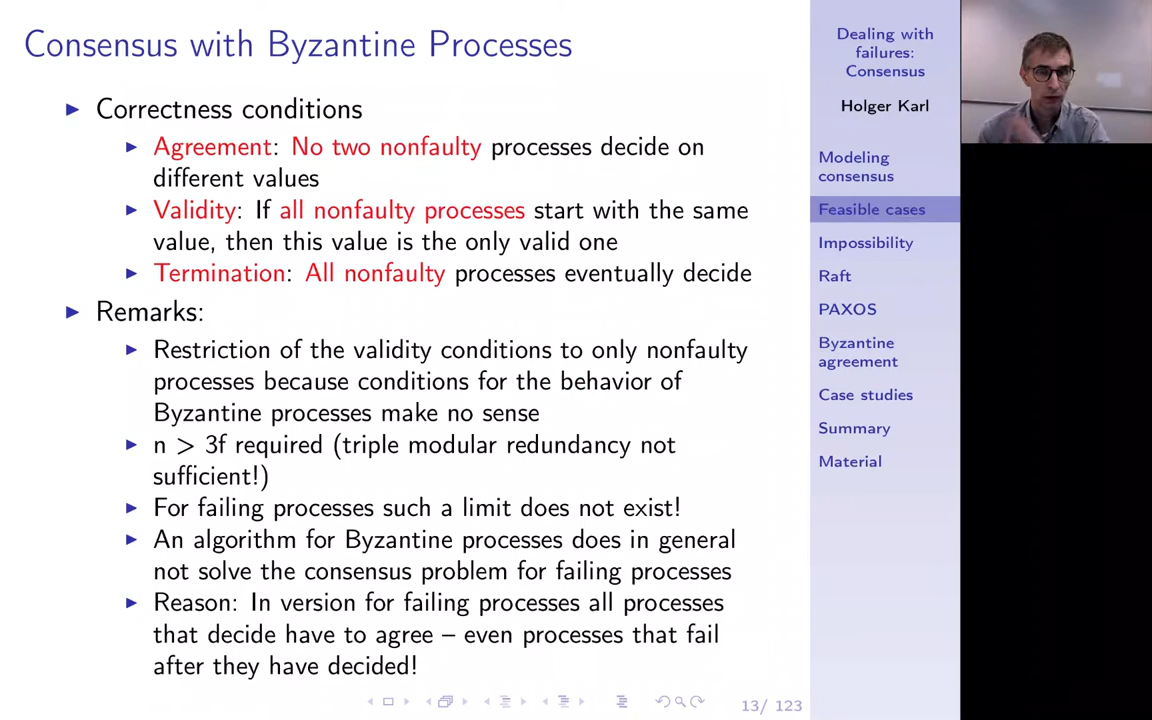 Consensus with Byzantine Processes
Correctness conditions
Agreement: No two nonfaulty processes decide on
different values
Validity: If all nonfaulty processes start with the same
value, then this value is the only valid one
Termination: All nonfaulty processes eventually decide
Remarks:
Restriction of the validity conditions to only nonfaulty
processes because conditions for the behavior of
Byzantine processes make no sense
n > 3f required (triple modular redundancy not
sufficient!)
For failing processes such a limit does not exist!
An algorithm for Byzantine processes does in general
not solve the consensus problem for failing processes
Reason: In version for failing processes all processes
that decide have to agree – even processes that fail
after they have decided!
13/ 123
Dealing with
failures:
Consensus
Holger Karl
Modeling
consensus
Feasible cases
Impossibility
Raft
PAXOS
Byzantine
agreement
Case studies
Summary
Material